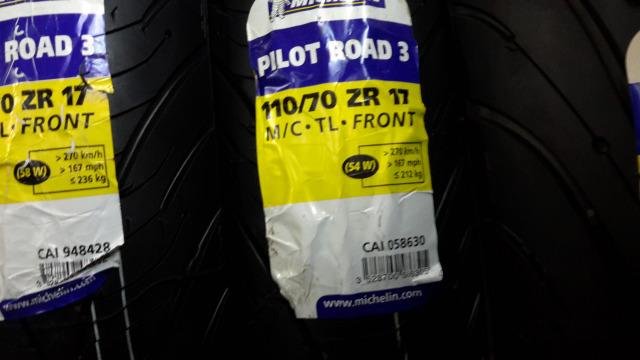 ROAD 3
0 ZR 17
L·FRONT
(58 W)
> 270 km/h
> 167 mph
≤ 236 kg
CAI 948428
www.michelin.com
MICHELIN
PILOT ROAD 3
110/70 ZR 17
M/C·TL·FRONT
(54 W)
> 270 km/h
> 167 mph
≤ 212 kg
CAI 058630
www.michelin.com